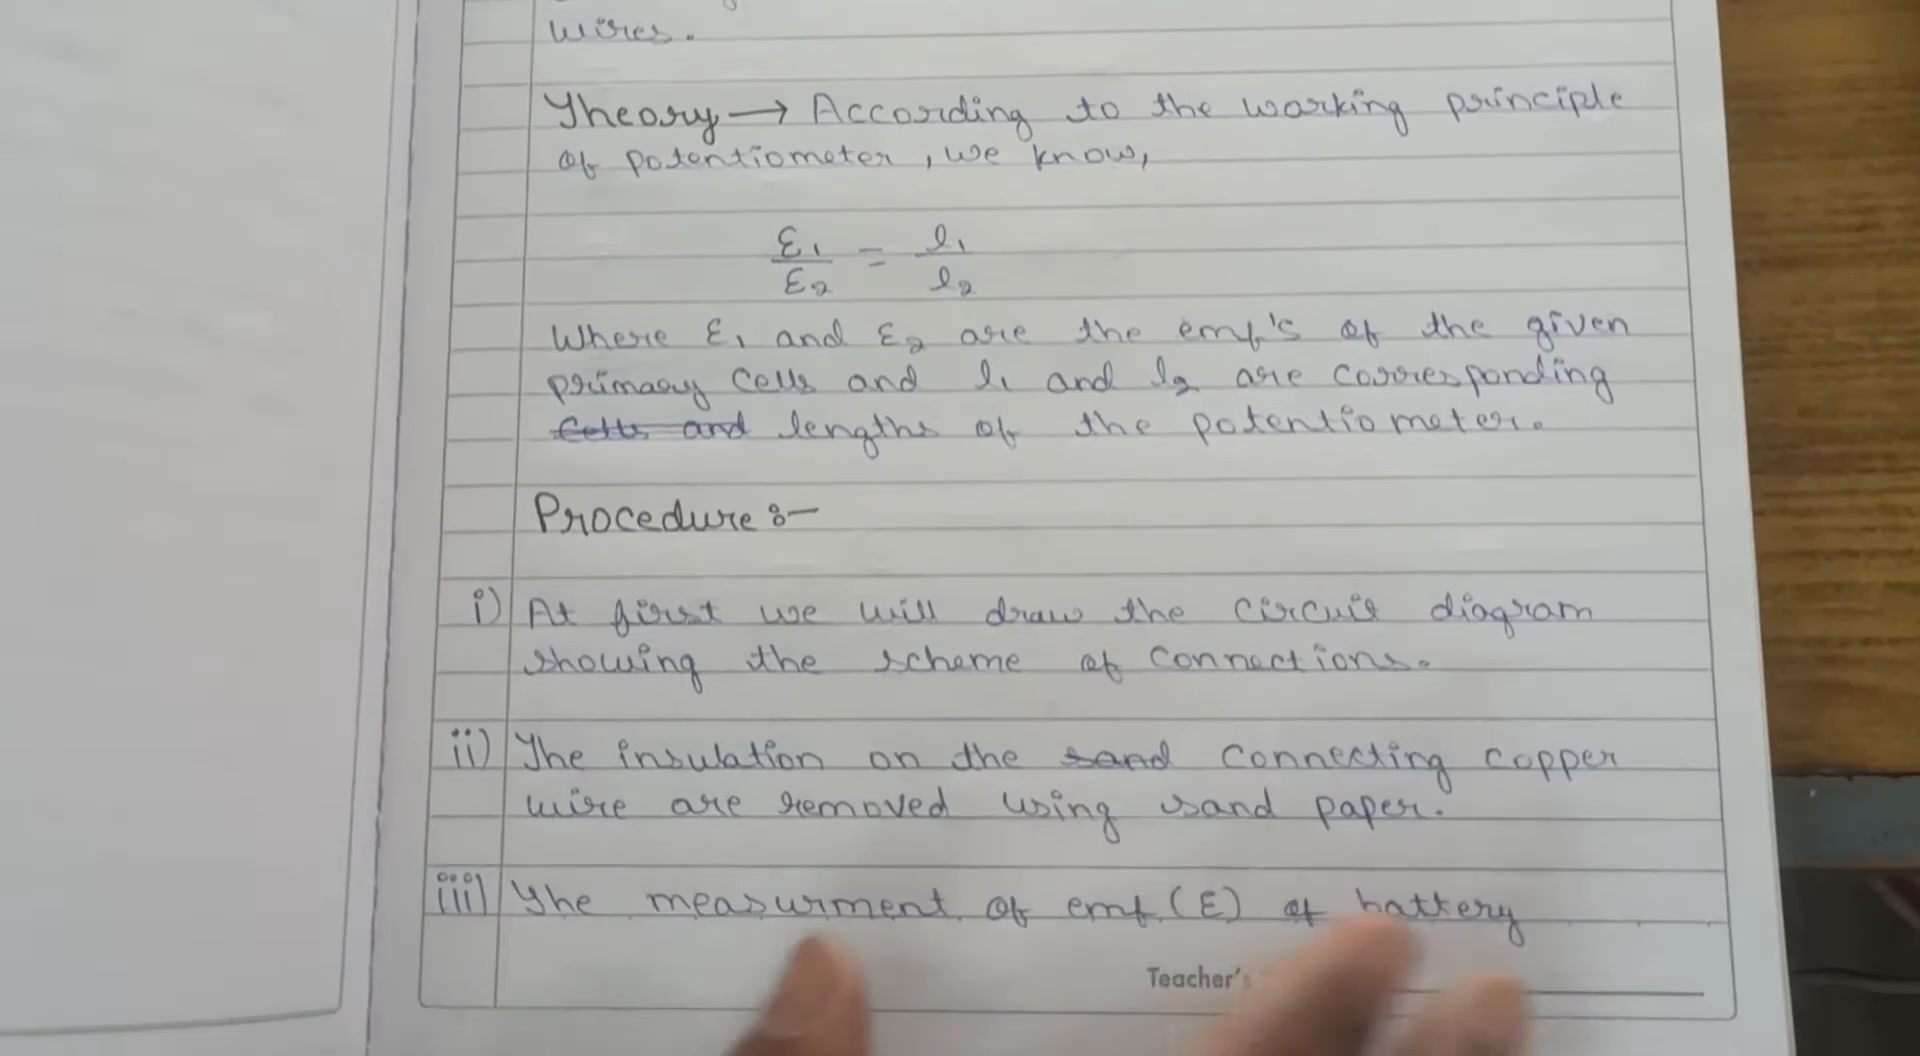 wires.
Theory → According to the working principle
of potentiometer, we know,
ε₁/ε₂ = l₁/l₂
Where ε₁ and ε₂ are the emf's of the given
primary cells and l₁ and l₂ are corresponding
cells and lengths of the potentiometer.
Procedure :-
i) At first we will draw the circuit diagram
showing the scheme of connections.
ii) The insulation on the sand connecting copper
wire are removed using sand paper.
iii) The measurment of emf (E) of battery
Teacher's